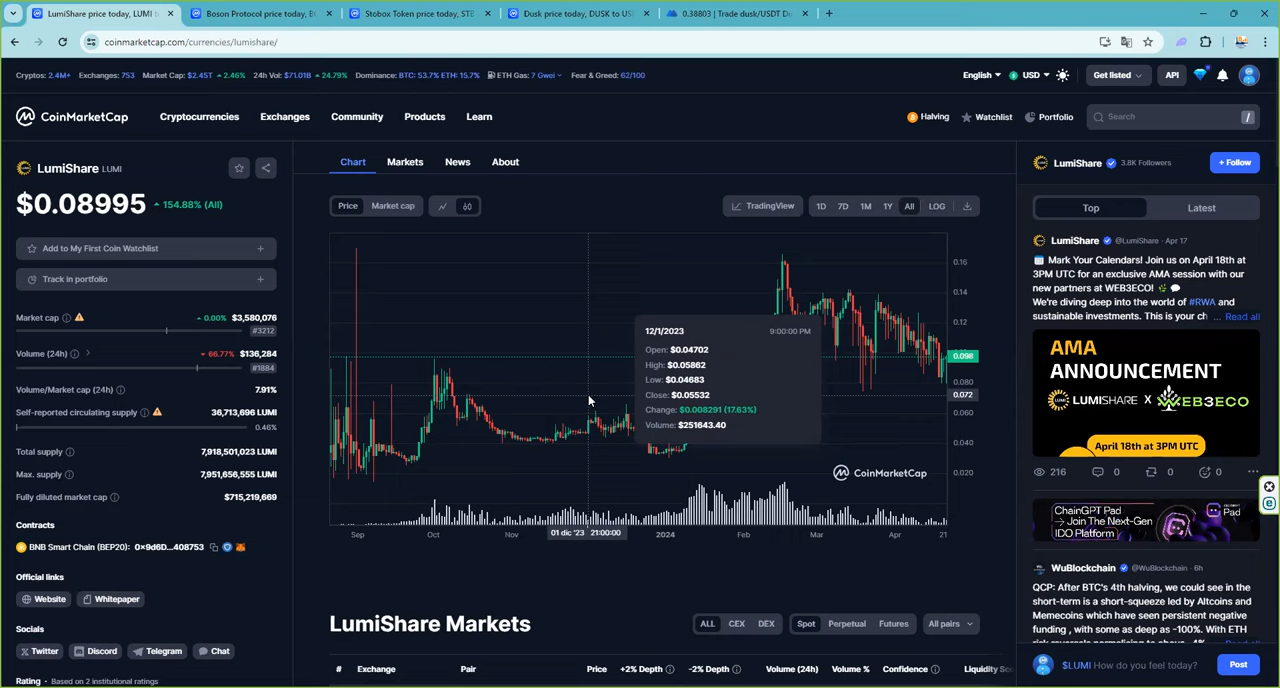 LumiShare price today, LUMI to
Boson Protocol price today, B
Stobox Token price today, STB
Dusk price today, DUSK to US
0.38803 | Trade dusk/USDT D
coinmarketcap.com/currencies/lumishare/
Cryptos: 2.4M+ Exchanges: 753 Market Cap: $2.45T 2.46% 24h Vol: $71.01B 24.79% Dominance: BTC: 53.7% ETH: 15.7% ETH Gas: 7 Gwei Fear & Greed: 62/100
English USD Get listed API
CoinMarketCap Cryptocurrencies Exchanges Community Products Learn
Halving Watchlist Portfolio Search /
LumiShare LUMI
$0.08995 154.88% (All)
Add to My First Coin Watchlist +
Track in portfolio +
Market cap 0.00% $3,580,076
#3212
Volume (24h) 66.77% $136,284
#1884
Volume/Market cap (24h) 7.91%
Self-reported circulating supply 36,713,696 LUMI
0.46%
Total supply 7,918,501,023 LUMI
Max. supply 7,951,656,555 LUMI
Fully diluted market cap $715,219,669
Contracts
BNB Smart Chain (BEP20): 0x9d6D...408753
Official links
Website Whitepaper
Socials
Twitter Discord Telegram Chat
Rating · Based on 2 institutional ratings
Chart Markets News About
Price Market cap
TradingView 1D 7D 1M 1Y All LOG
0.16
0.14
0.12
0.098
0.080
0.072
0.060
0.040
0.020
12/1/2023 9:00:00 PM
Open: $0.04702
High: $0.05862
Low: $0.04683
Close: $0.05532
Change: $0.008291 (17.63%)
Volume: $251643.40
CoinMarketCap
Sep Oct Nov 01 dic '23 21:00:00 2024 Feb Mar Apr 21
LumiShare Markets
ALL CEX DEX Spot Perpetual Futures All pairs
# Exchange Pair Price +2% Depth -2% Depth Volume (24h) Volume % Confidence Liquidity Sc
LumiShare 3.8K Followers + Follow
Top Latest
LumiShare @LumiShare · Apr 17
Mark Your Calendars! Join us on April 18th at
3PM UTC for an exclusive AMA session with our
new partners at WEB3ECO!
We're diving deep into the world of #RWA and
sustainable investments. This is your ch ... Read all
AMA
ANNOUNCEMENT
LUMISHARE X WEB3ECO
April 18th at 3PM UTC
216 0 0 0 ...
ChainGPT Pad
→ Join The Next-Gen
IDO Platform
Pad
WuBlockchain @WuBlockchain · 6h
QCP: After BTC's 4th halving, we could see in the
short-term is a short-squeeze led by Altcoins and
Memecoins which have seen persistent negative
funding , with some as deep as -100%. With ETH
$LUMI How do you feel today? Post